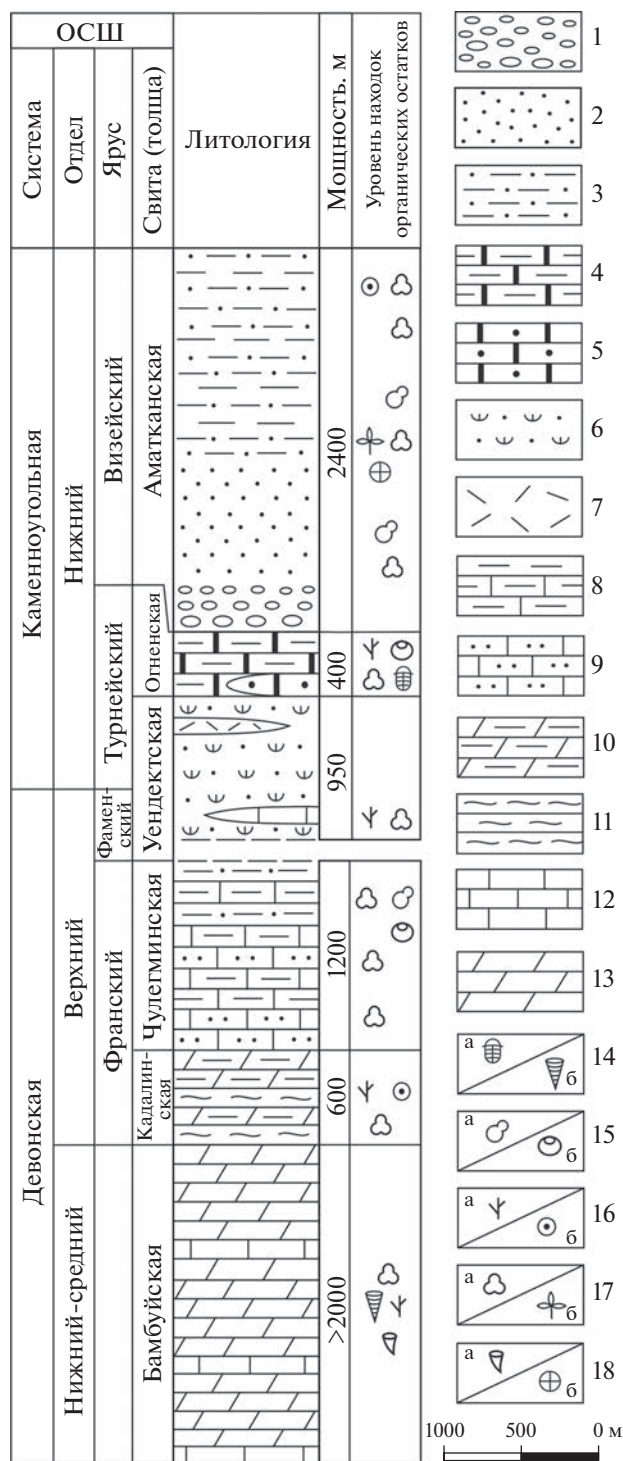 ОСШ
Система
Отдел
Ярус
Свита (толща)
Литология
Мощность. м
Уровень находок
органических остатков
Каменноугольная
Нижний
Визейский
Аматканская
2400
Турнейский
Огненская
400
Уендектская
950
Девонская
Верхний
Фамен-
ский
Франский
Чулегминская
1200
Кадалин-
ская
600
Нижний-средний
Бамбуйская
>2000
1
2
3
4
5
6
7
8
9
10
11
12
13
а б 14
а б 15
а б 16
а б 17
а б 18
1000 500 0 м